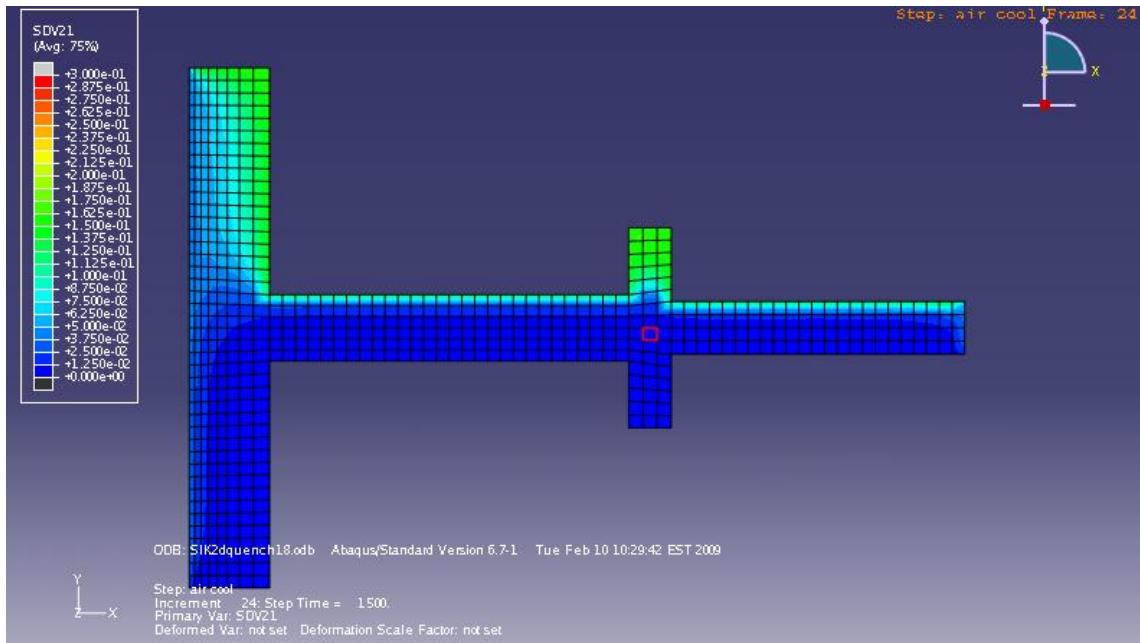 Step: air cool Frame: 24
SDV21
(Avg: 75%)
+3.000e-01
+2.875e-01
+2.750e-01
+2.625e-01
+2.500e-01
+2.375e-01
+2.250e-01
+2.125e-01
+2.000e-01
+1.875e-01
+1.750e-01
+1.625e-01
+1.500e-01
+1.375e-01
+1.250e-01
+1.125e-01
+1.000e-01
+8.750e-02
+7.500e-02
+6.250e-02
+5.000e-02
+3.750e-02
+2.500e-02
+1.250e-02
+0.000e+00
Z X
ODB: SIK2dquench18.odb Abaqus/Standard Version 6.7-1 Tue Feb 10 10:29:42 EST 2009
Y
Z X
Step: air cool
Increment 24: Step Time = 1500.
Primary Var: SDV21
Deformed Var: not set Deformation Scale Factor: not set